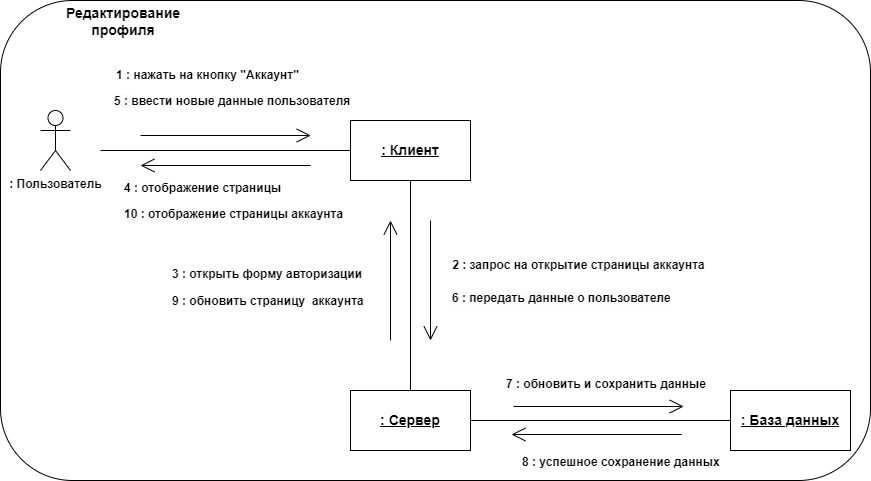 Редактирование
профиля
1 : нажать на кнопку "Аккаунт"
5 : ввести новые данные пользователя
: Клиент
: Пользователь
4 : отображение страницы
10 : отображение страницы аккаунта
3 : открыть форму авторизации
9 : обновить страницу  аккаунта
2 : запрос на открытие страницы аккаунта
6 : передать данные о пользователе
7 : обновить и сохранить данные
: Сервер
: База данных
8 : успешное сохранение данных